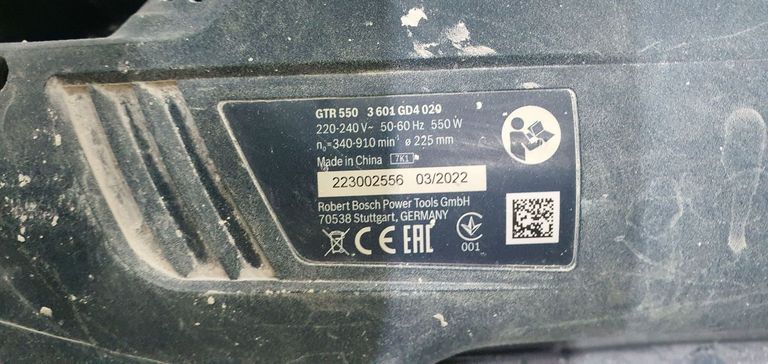 GTR 550 3 601 GD4 020
220-240 V~ 50-60 Hz 550 W
n₀=340-910 min⁻¹ ø 225 mm
Made in China 7K1
223002556 03/2022
Robert Bosch Power Tools GmbH
70538 Stuttgart, GERMANY
CE EAC
001